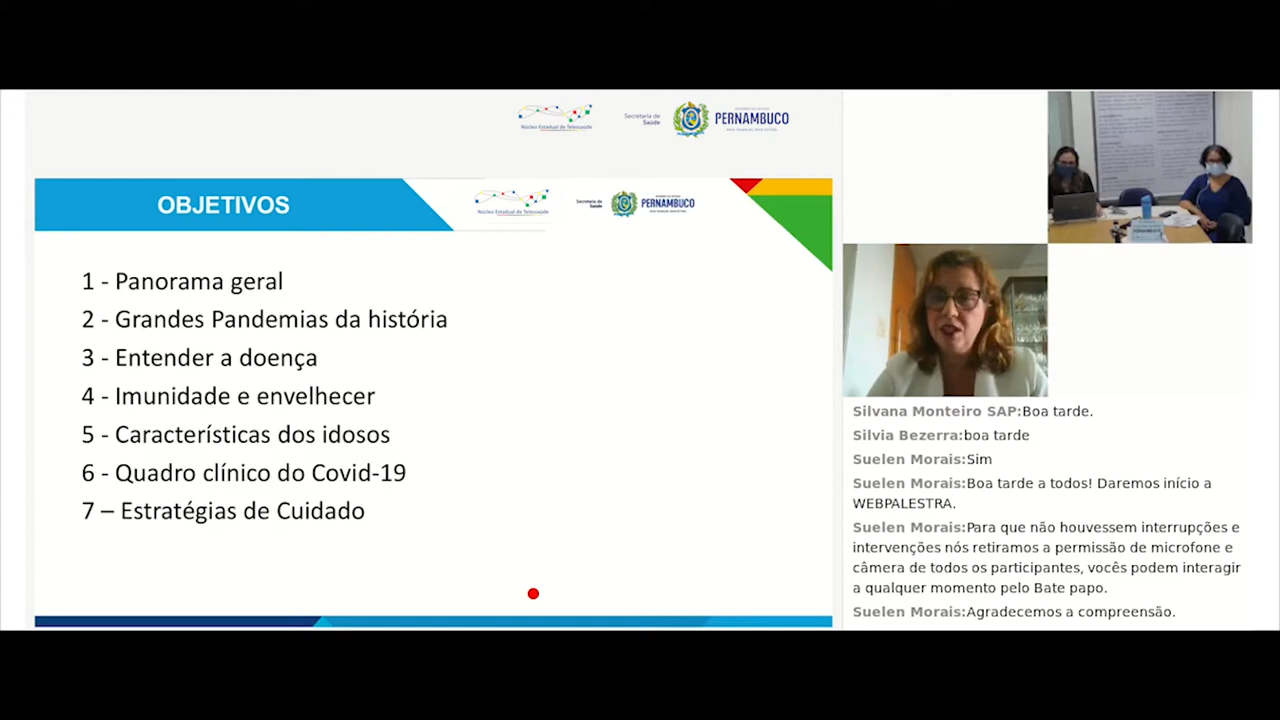 Núcleo Estadual de Telessaúde
Secretaria de
Saúde
PERNAMBUCO
OBJETIVOS
Núcleo Estadual de Telessaúde
Secretaria de
Saúde
PERNAMBUCO
1 - Panorama geral
2 - Grandes Pandemias da história
3 - Entender a doença
4 - Imunidade e envelhecer
5 - Características dos idosos
6 - Quadro clínico do Covid-19
7 – Estratégias de Cuidado
Silvana Monteiro SAP:Boa tarde.
Silvia Bezerra:boa tarde
Suelen Morais:Sim
Suelen Morais:Boa tarde a todos! Daremos início a
WEBPALESTRA.
Suelen Morais:Para que não houvessem interrupções e
intervenções nós retiramos a permissão de microfone e
câmera de todos os participantes, vocês podem interagir
a qualquer momento pelo Bate papo.
Suelen Morais:Agradecemos a compreensão.